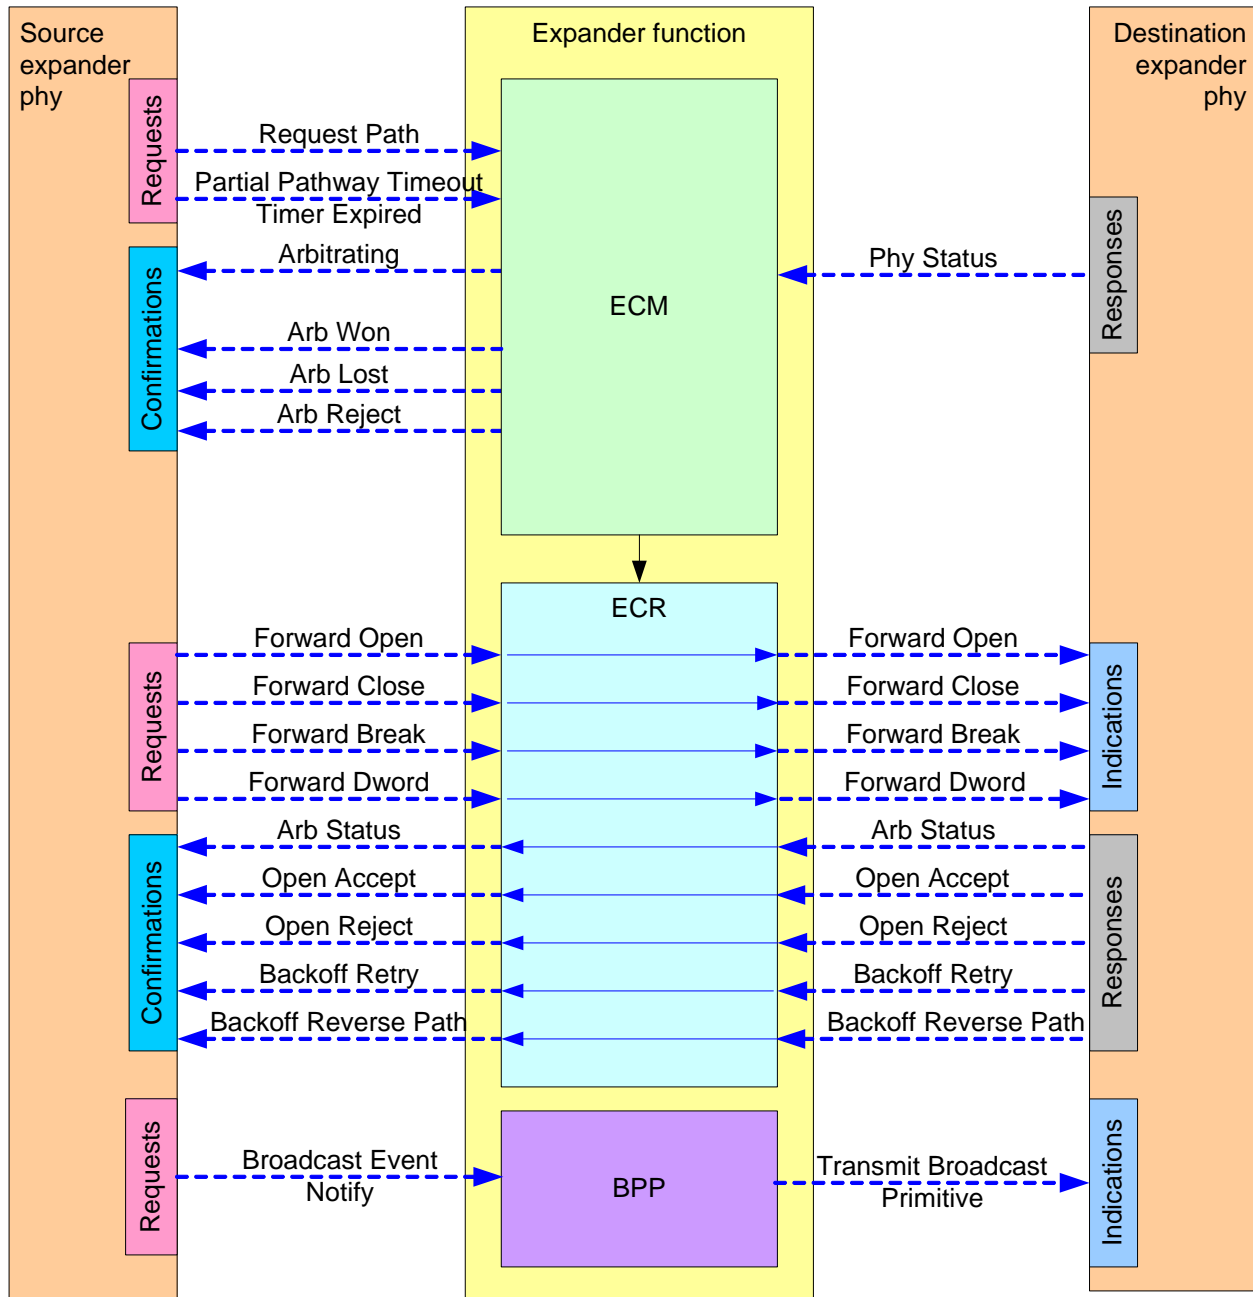 Source
expander
phy
Expander function
Destination
expander
phy
Requests
Request Path
Partial Pathway Timeout
Timer Expired
Confirmations
Arbitrating
Arb Won
Arb Lost
Arb Reject
ECM
Phy Status
Responses
ECR
Requests
Forward Open
Forward Close
Forward Break
Forward Dword
Forward Open
Forward Close
Forward Break
Forward Dword
Indications
Confirmations
Arb Status
Open Accept
Open Reject
Backoff Retry
Backoff Reverse Path
Arb Status
Open Accept
Open Reject
Backoff Retry
Backoff Reverse Path
Responses
Requests
Broadcast Event
Notify
BPP
Transmit Broadcast
Primitive
Indications